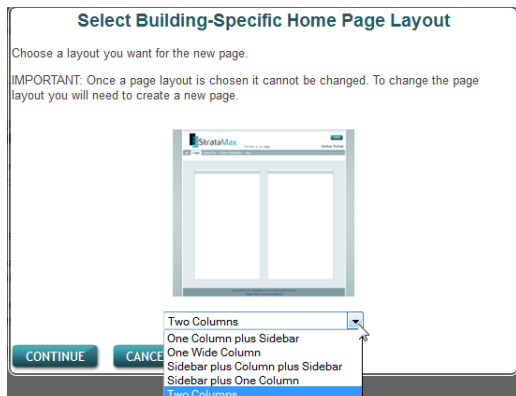 Select Building-Specific Home Page Layout
Choose a layout you want for the new page.
IMPORTANT: Once a page layout is chosen it cannot be changed. To change the page
layout you will need to create a new page.
StrataMax
Online Portal
Two Columns
One Column plus Sidebar
One Wide Column
Sidebar plus Column plus Sidebar
Sidebar plus One Column
Two Columns
CONTINUE
CANCE